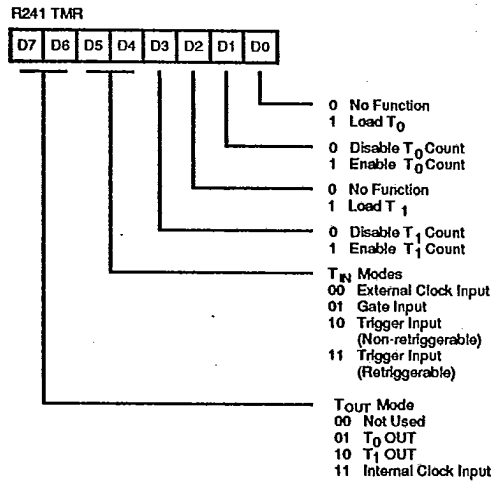 R241 TMR
D7 D6 D5 D4 D3 D2 D1 D0
0 No Function
1 Load T0
0 Disable T0 Count
1 Enable T0 Count
0 No Function
1 Load T1
0 Disable T1 Count
1 Enable T1 Count
TIN Modes
00 External Clock Input
01 Gate Input
10 Trigger Input
(Non-retriggerable)
11 Trigger Input
(Retriggerable)
TOUT Mode
00 Not Used
01 T0 OUT
10 T1 OUT
11 Internal Clock Input